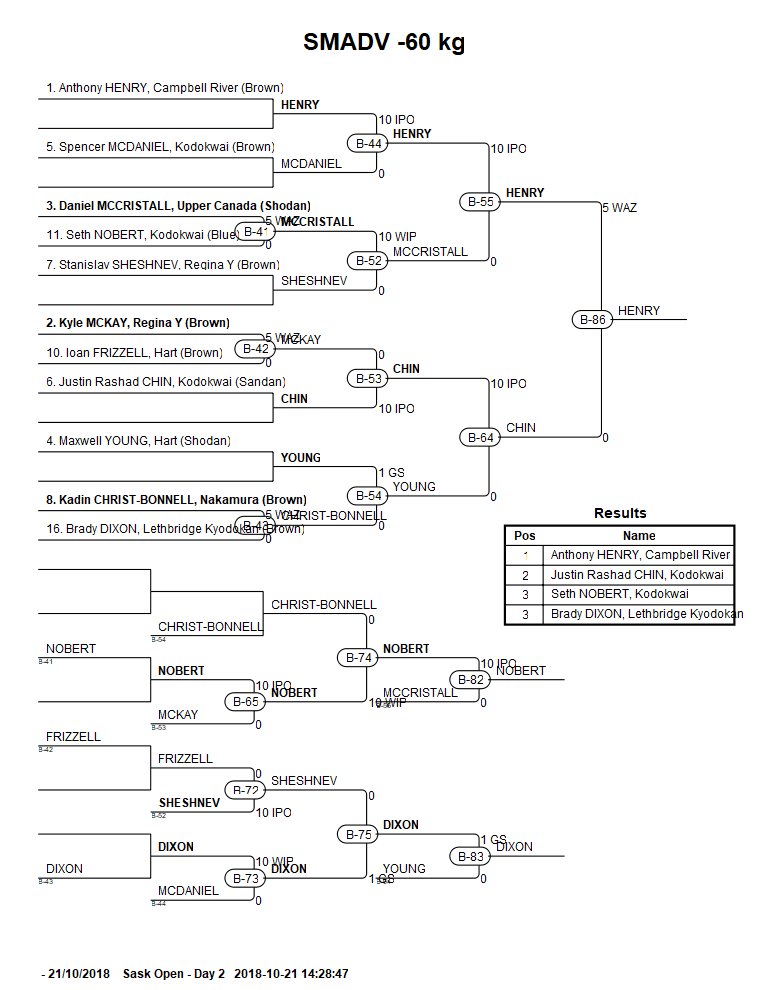 SMADV -60 kg
1. Anthony HENRY, Campbell River (Brown)
HENRY
10 IPO
B-44
HENRY
10 IPO
5. Spencer MCDANIEL, Kodokwai (Brown)
MCDANIEL
0
3. Daniel MCCRISTALL, Upper Canada (Shodan)
B-55
HENRY
5 WAZ
5 WAZ
MCCRISTALL
B-41
11. Seth NOBERT, Kodokwai (Blue)
0
10 WIP
B-52
MCCRISTALL
0
7. Stanislav SHESHNEV, Regina Y (Brown)
SHESHNEV
0
B-86
HENRY
2. Kyle MCKAY, Regina Y (Brown)
5 WAZ
MCKAY
B-42
10. Ioan FRIZZELL, Hart (Brown)
0
0
B-53
CHIN
10 IPO
6. Justin Rashad CHIN, Kodokwai (Sandan)
CHIN
10 IPO
B-64
CHIN
0
4. Maxwell YOUNG, Hart (Shodan)
YOUNG
1 GS
B-54
YOUNG
0
8. Kadin CHRIST-BONNELL, Nakamura (Brown)
5 WAZ
CHRIST-BONNELL
B-43
16. Brady DIXON, Lethbridge Kyodokan (Brown)
0
0
Results
Pos Name
1 Anthony HENRY, Campbell River
2 Justin Rashad CHIN, Kodokwai
3 Seth NOBERT, Kodokwai
3 Brady DIXON, Lethbridge Kyodokan
CHRIST-BONNELL
0
CHRIST-BONNELL
B-54
NOBERT
B-41
B-74
NOBERT
10 IPO
NOBERT
B-82
NOBERT
10 IPO
B-65
NOBERT
10 WIP
MCCRISTALL
0
MCKAY
B-53
0
FRIZZELL
B-42
FRIZZELL
0
B-72
SHESHNEV
0
SHESHNEV
B-52
10 IPO
B-75
DIXON
1 GS
DIXON
B-83
DIXON
10 WIP
DIXON
B-43
B-73
DIXON
1 GS
YOUNG
0
MCDANIEL
B-44
0
- 21/10/2018 Sask Open - Day 2 2018-10-21 14:28:47